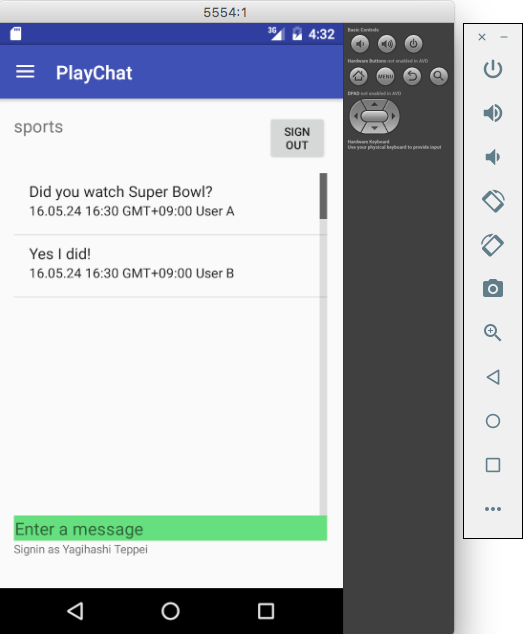 5554:1
3G 4:32
PlayChat
sports
SIGN
OUT
Did you watch Super Bowl?
16.05.24 16:30 GMT+09:00 User A
Yes I did!
16.05.24 16:30 GMT+09:00 User B
Enter a message
Signin as Yagihashi Teppei
Basic Controls
Hardware Buttons not enabled in AVD
MENU
DPAD not enabled in AVD
Hardware Keyboard
Use your physical keyboard to provide input